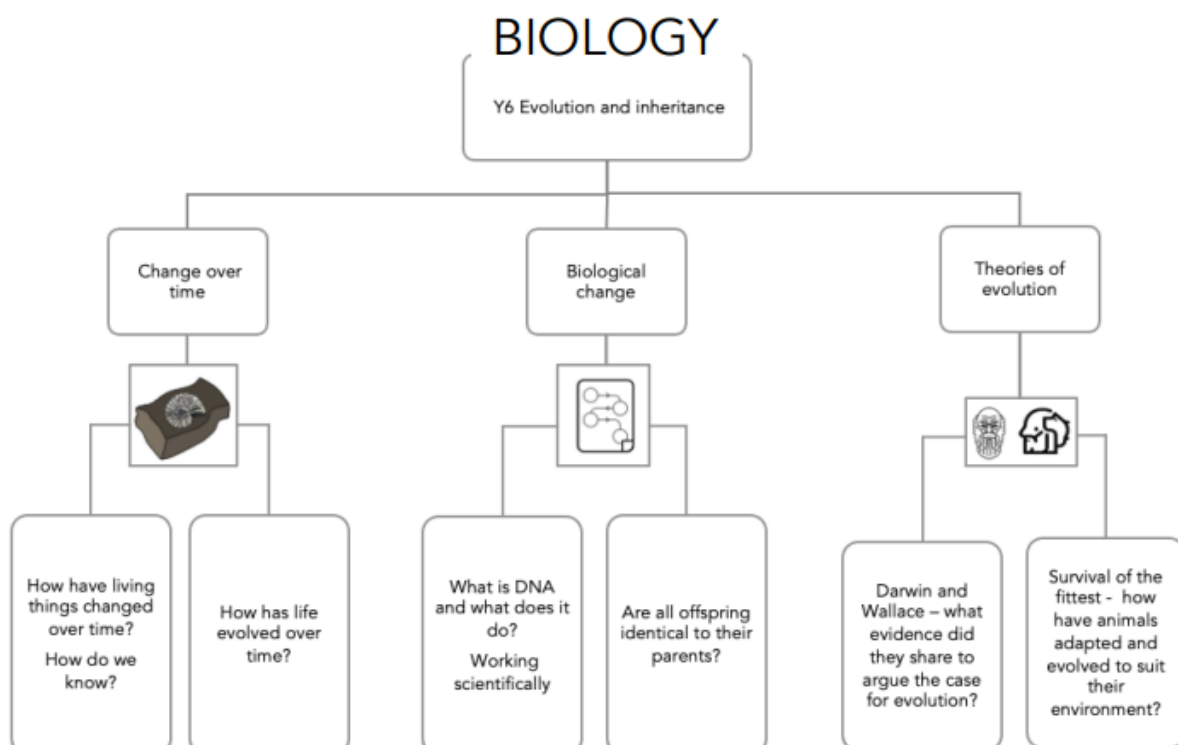 BIOLOGY
Y6 Evolution and inheritance
Change over
time
Biological
change
Theories of
evolution
How have living
things changed
over time?
How do we
know?
How has life
evolved over
time?
What is DNA
and what does it
do?
Working
scientifically
Are all offspring
identical to their
parents?
Darwin and
Wallace – what
evidence did
they share to
argue the case
for evolution?
Survival of the
fittest - how
have animals
adapted and
evolved to suit
their
environment?